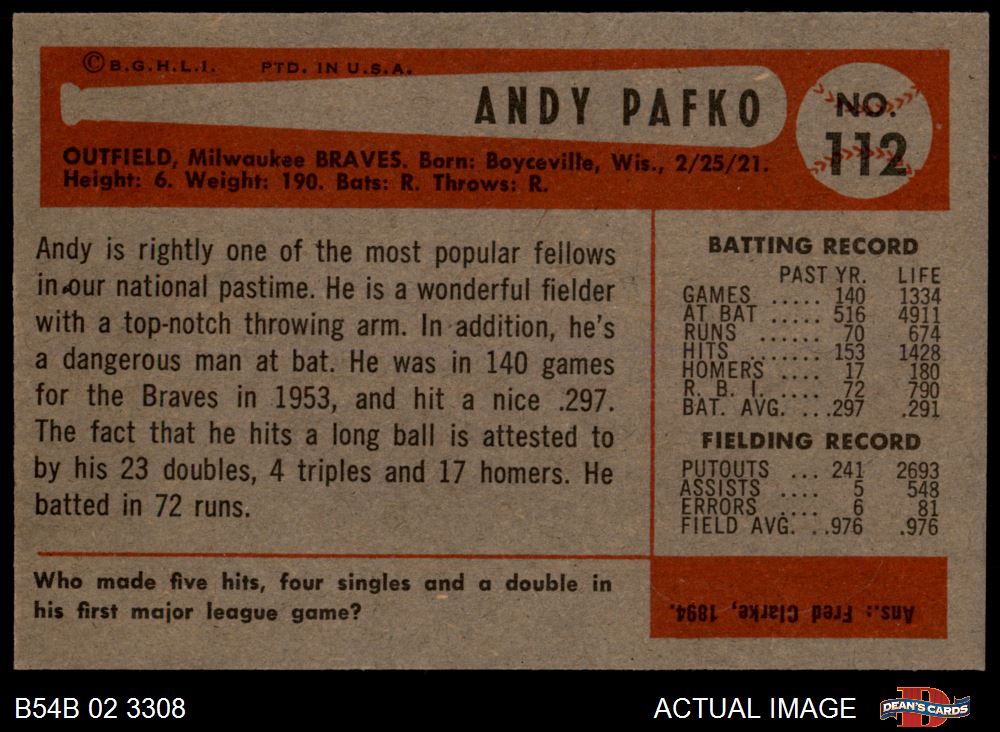 © B.G.H.L.I. PTD. IN U.S.A.
ANDY PAFKO
NO.
112
OUTFIELD, Milwaukee BRAVES. Born: Boyceville, Wis., 2/25/21.
Height: 6. Weight: 190. Bats: R. Throws: R.
Andy is rightly one of the most popular fellows
in our national pastime. He is a wonderful fielder
with a top-notch throwing arm. In addition, he's
a dangerous man at bat. He was in 140 games
for the Braves in 1953, and hit a nice .297.
The fact that he hits a long ball is attested to
by his 23 doubles, 4 triples and 17 homers. He
batted in 72 runs.
BATTING RECORD
PAST YR. LIFE
GAMES ..... 140 1334
AT BAT ..... 516 4911
RUNS ...... 70 674
HITS ....... 153 1428
HOMERS .... 17 180
R. B. I. ..... 72 790
BAT. AVG. ...297 .291
FIELDING RECORD
PUTOUTS ... 241 2693
ASSISTS .... 5 548
ERRORS .... 6 81
FIELD AVG. ..976 .976
Who made five hits, four singles and a double in
his first major league game?
Ans.: Fred Clarke, 1894.
B54B 02 3308
ACTUAL IMAGE
D
DEAN'S CARDS